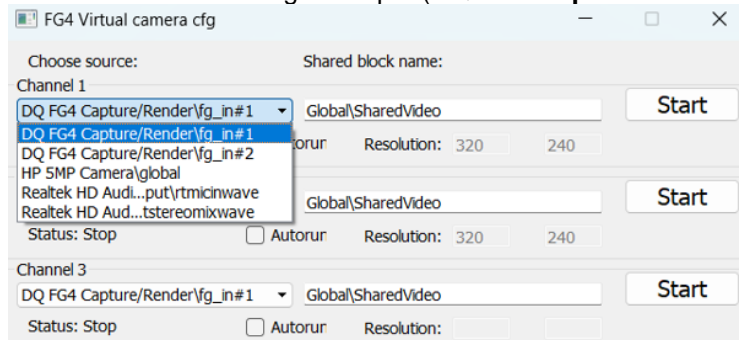 FG4 Virtual camera cfg
Choose source: Shared block name:
Channel 1
DQ FG4 Capture/Render\fg_in#1 Global\SharedVideo Start
DQ FG4 Capture/Render\fg_in#1
DQ FG4 Capture/Render\fg_in#2
HP 5MP Camera\global
Realtek HD Audi...put\rtmicinwave
Realtek HD Aud...tstereomixwave
Resolution: 320 240
Global\SharedVideo Start
Status: Stop Autorun Resolution: 320 240
Channel 3
DQ FG4 Capture/Render\fg_in#1 Global\SharedVideo Start
Status: Stop Autorun Resolution: